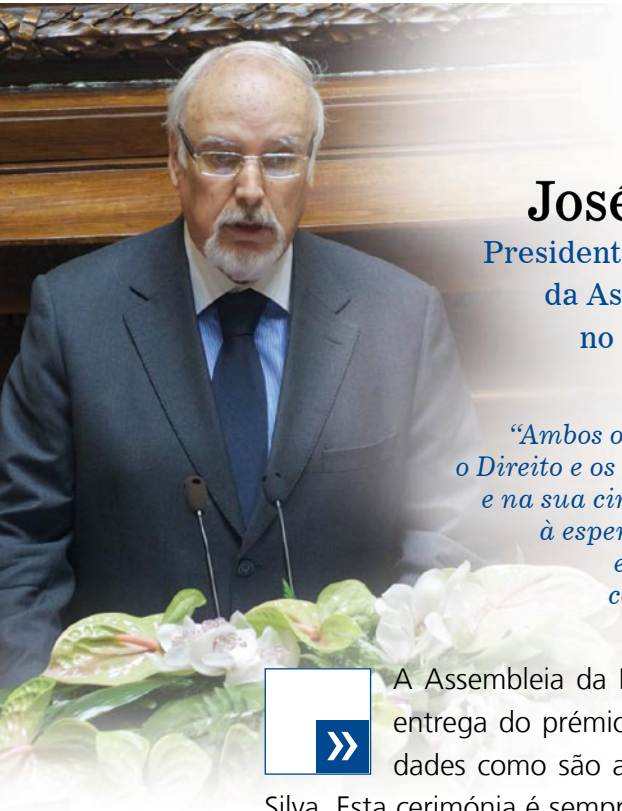 José
President
da As
no
“Ambos o
o Direito e os
e na sua cir
à esper
e
c
A Assembleia da
entrega do prémio
dades como são a
Silva. Esta cerimónia é sempr